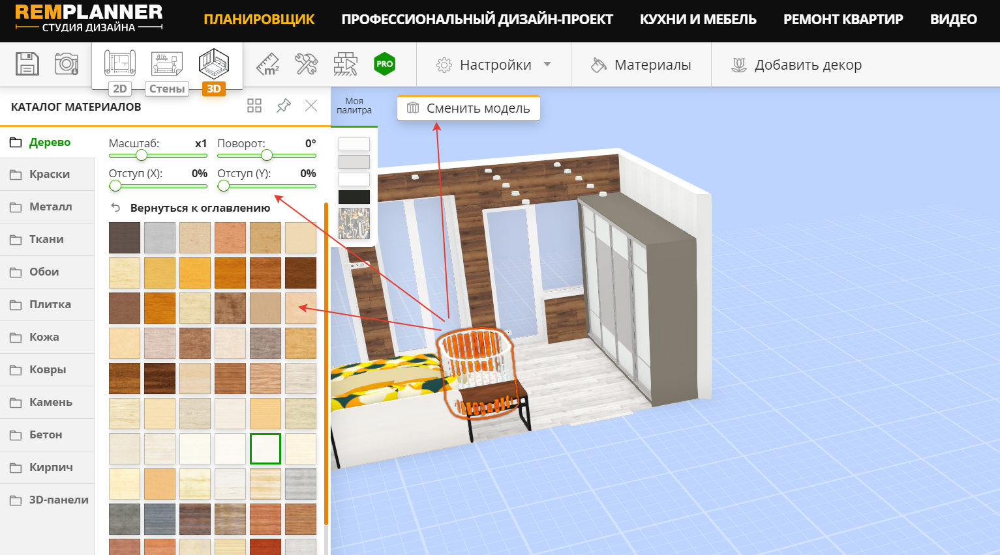 REMPLANNER
СТУДИЯ ДИЗАЙНА
ПЛАНИРОВЩИК
ПРОФЕССИОНАЛЬНЫЙ ДИЗАЙН-ПРОЕКТ
КУХНИ И МЕБЕЛЬ
РЕМОНТ КВАРТИР
ВИДЕО
2D
Стены
3D
m²
PRO
Настройки
Материалы
Добавить декор
КАТАЛОГ МАТЕРИАЛОВ
Моя
палитра
Сменить модель
Дерево
Краски
Металл
Ткани
Обои
Плитка
Кожа
Ковры
Камень
Бетон
Кирпич
3D-панели
Масштаб: x1
Поворот: 0°
Отступ (X): 0%
Отступ (Y): 0%
Вернуться к оглавлению